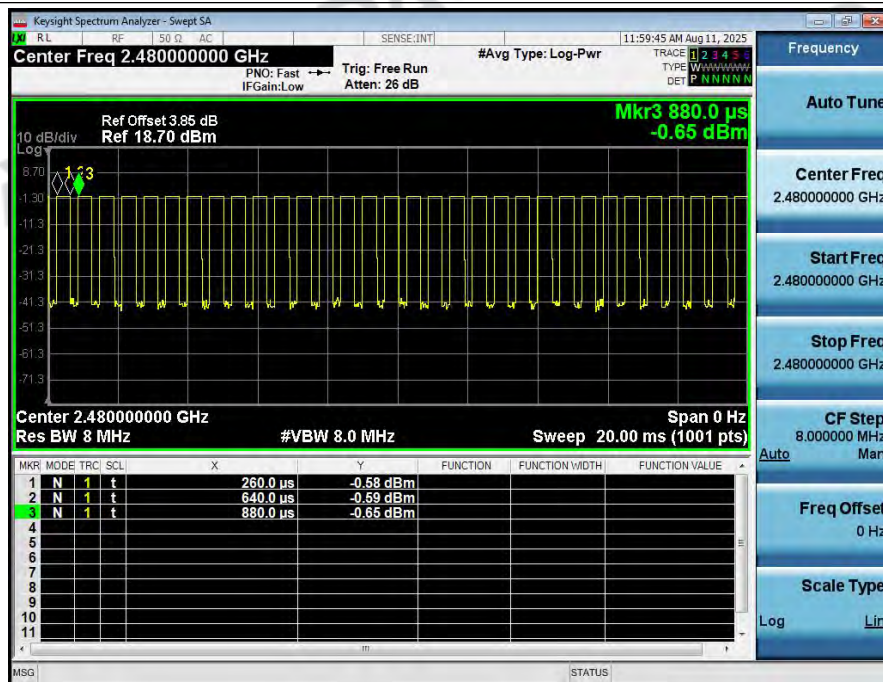 Keysight Spectrum Analyzer - Swept SA
LXI RL RF 50 Ω AC SENSE:INT 11:59:45 AM Aug 11, 2025
Center Freq 2.480000000 GHz #Avg Type: Log-Pwr TRACE 1 2 3 4 5 6
PNO: Fast Trig: Free Run TYPE WWWWWW
IFGain:Low Atten: 26 dB DET P N N N N N
Mkr3 880.0 µs
-0.65 dBm
Ref Offset 3.85 dB
10 dB/div Ref 18.70 dBm
Log
8.70
-1.30
-11.3
-21.3
-31.3
-41.3
-51.3
-61.3
-71.3
1 2 3
Center 2.480000000 GHz Span 0 Hz
Res BW 8 MHz #VBW 8.0 MHz Sweep 20.00 ms (1001 pts)
MKR MODE TRC SCL X Y FUNCTION FUNCTION WIDTH FUNCTION VALUE
1 N 1 t 260.0 µs -0.58 dBm
2 N 1 t 640.0 µs -0.59 dBm
3 N 1 t 880.0 µs -0.65 dBm
4
5
6
7
8
9
10
11
MSG STATUS
Frequency
Auto Tune
Center Freq
2.480000000 GHz
Start Freq
2.480000000 GHz
Stop Freq
2.480000000 GHz
CF Step
8.000000 MHz
Auto Man
Freq Offset
0 Hz
Scale Type
Log Lin